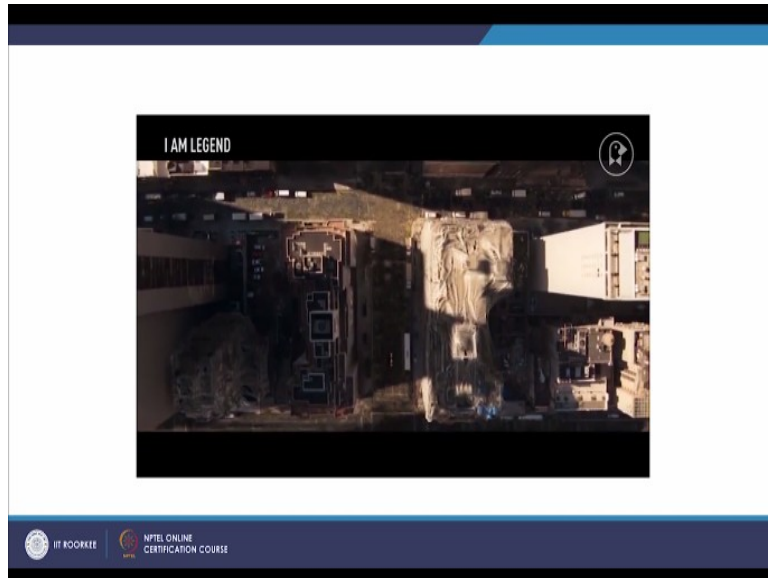 I AM LEGEND
IIT ROORKEE
NPTEL ONLINE
CERTIFICATION COURSE